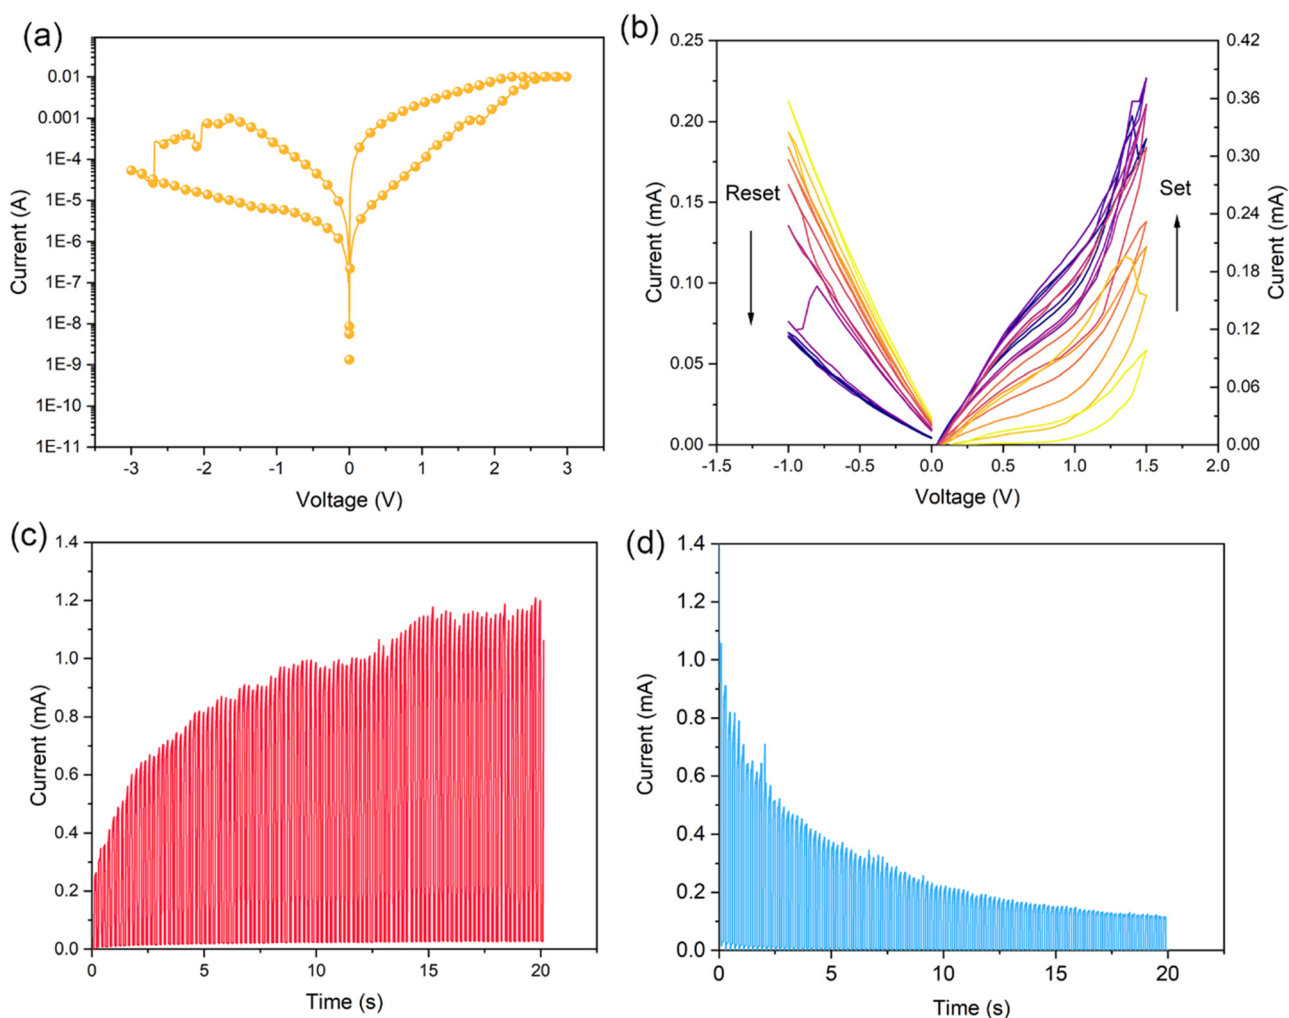 (a)
0.01
0.001
1E-4
1E-5
1E-6
1E-7
1E-8
1E-9
1E-10
1E-11
Current (A)
-3 -2 -1 0 1 2 3
Voltage (V)
(b)
0.25
0.20
0.15
0.10
0.05
0.00
Current (mA)
Reset
Set
0.42
0.36
0.30
0.24
0.18
0.12
0.06
0.00
Curent (mA)
-1.5 -1.0 -0.5 0.0 0.5 1.0 1.5 2.0
Voltage (V)
(c)
1.4
1.2
1.0
0.8
0.6
0.4
0.2
0.0
Current (mA)
0 5 10 15 20
Time (s)
(d)
1.4
1.2
1.0
0.8
0.6
0.4
0.2
0.0
Current (mA)
0 5 10 15 20
Time (s)